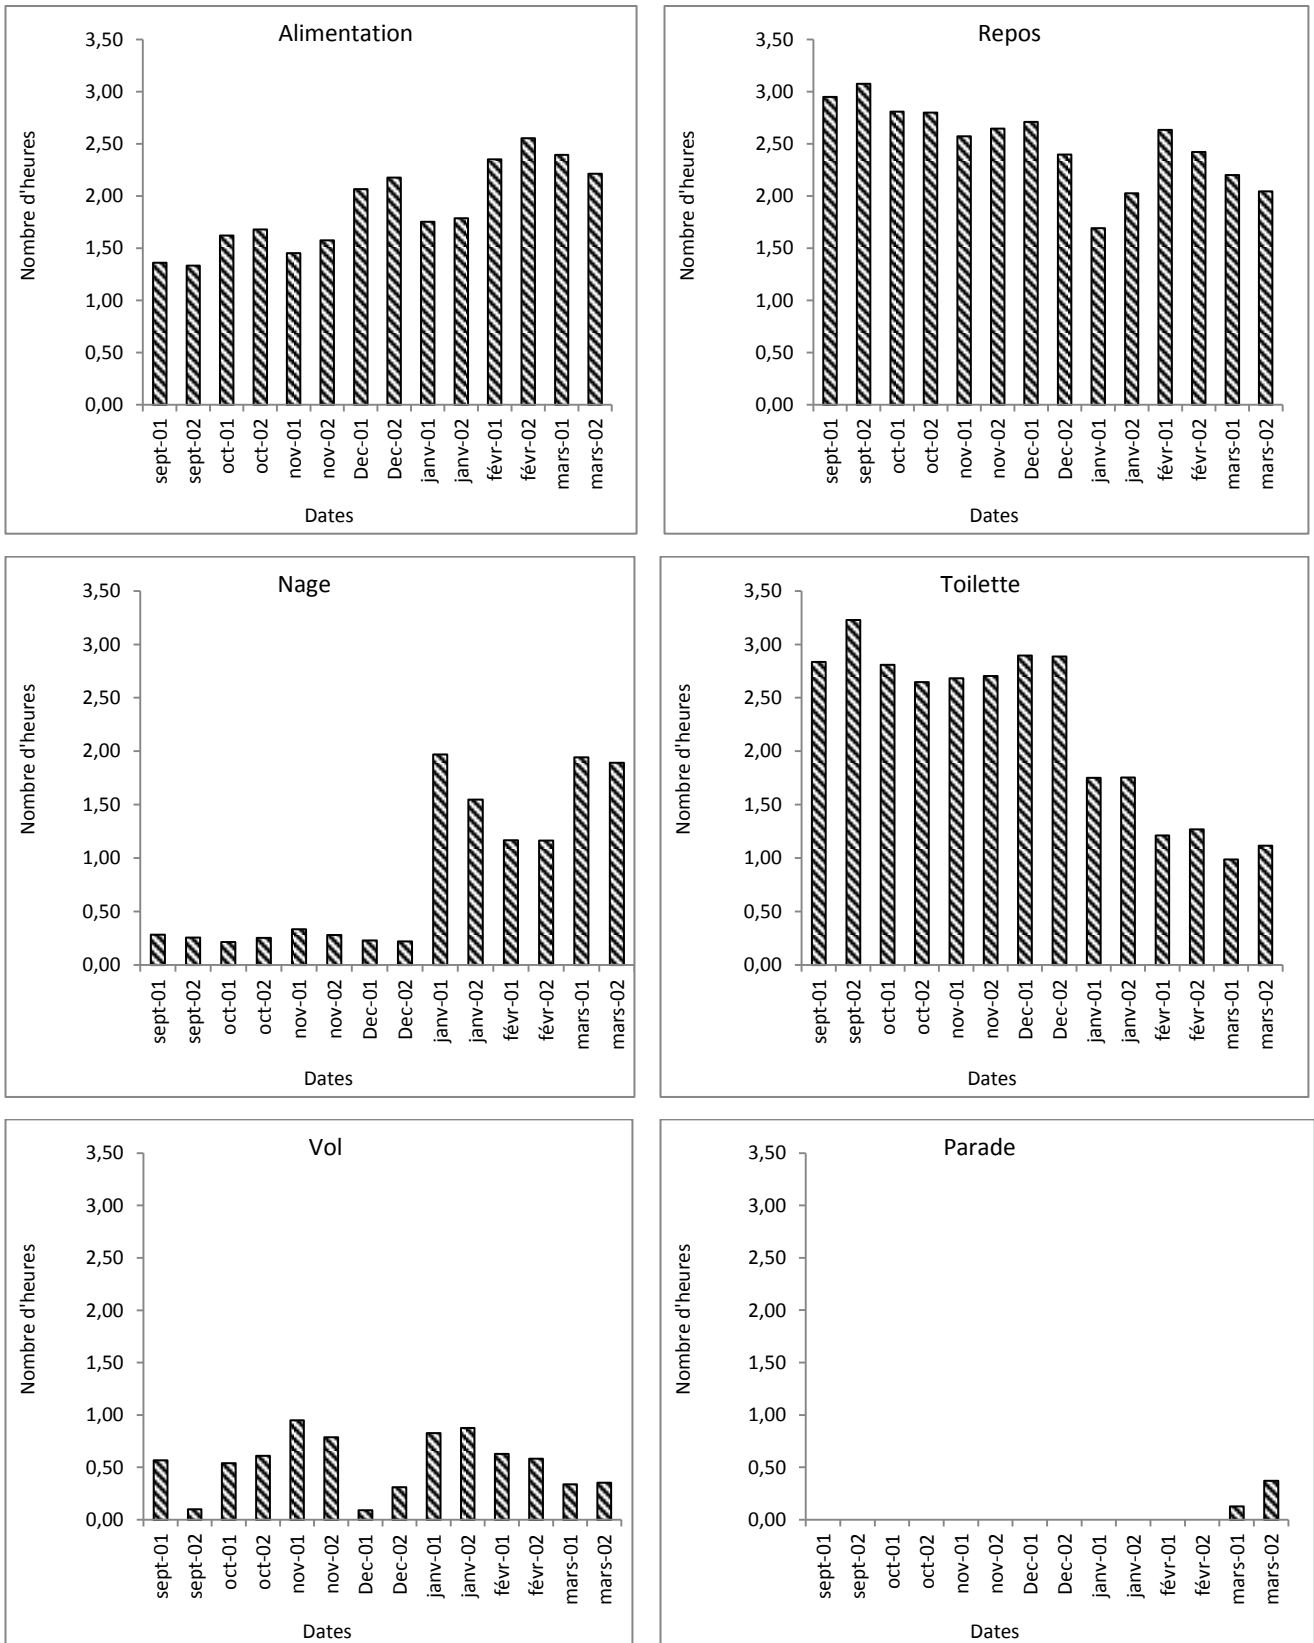 Alimentation
3,50
3,00
2,50
2,00
1,50
1,00
0,50
0,00
Nombre d'heures
sept-01
sept-02
oct-01
oct-02
nov-01
nov-02
Dec-01
Dec-02
janv-01
janv-02
févr-01
févr-02
mars-01
mars-02
Dates
Repos
3,50
3,00
2,50
2,00
1,50
1,00
0,50
0,00
Nombre d'heures
sept-01
sept-02
oct-01
oct-02
nov-01
nov-02
Dec-01
Dec-02
janv-01
janv-02
févr-01
févr-02
mars-01
mars-02
Dates
Nage
3,50
3,00
2,50
2,00
1,50
1,00
0,50
0,00
Nombre d'heures
sept-01
sept-02
oct-01
oct-02
nov-01
nov-02
Dec-01
Dec-02
janv-01
janv-02
févr-01
févr-02
mars-01
mars-02
Dates
Toilette
3,50
3,00
2,50
2,00
1,50
1,00
0,50
0,00
Nombre d'heures
sept-01
sept-02
oct-01
oct-02
nov-01
nov-02
Dec-01
Dec-02
janv-01
janv-02
févr-01
févr-02
mars-01
mars-02
Dates
Vol
3,50
3,00
2,50
2,00
1,50
1,00
0,50
0,00
Nombre d'heures
sept-01
sept-02
oct-01
oct-02
nov-01
nov-02
Dec-01
Dec-02
janv-01
janv-02
févr-01
févr-02
mars-01
mars-02
Dates
Parade
3,50
3,00
2,50
2,00
1,50
1,00
0,50
0,00
Nombre d'heures
sept-01
sept-02
oct-01
oct-02
nov-01
nov-02
Dec-01
Dec-02
janv-01
janv-02
févr-01
févr-02
mars-01
mars-02
Dates